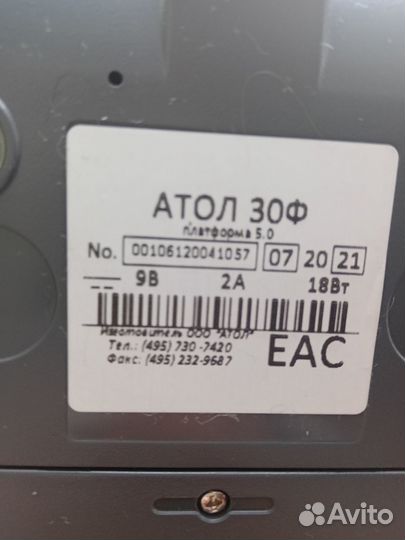 АТОЛ 30Ф
платформа 5.0
No. 00106120041057 07 20 21
9В 2А 18Вт
Изготовитель ООО "АТОЛ"
Тел.: (495) 730-7420
Факс: (495) 232-9687
EAC
Avito